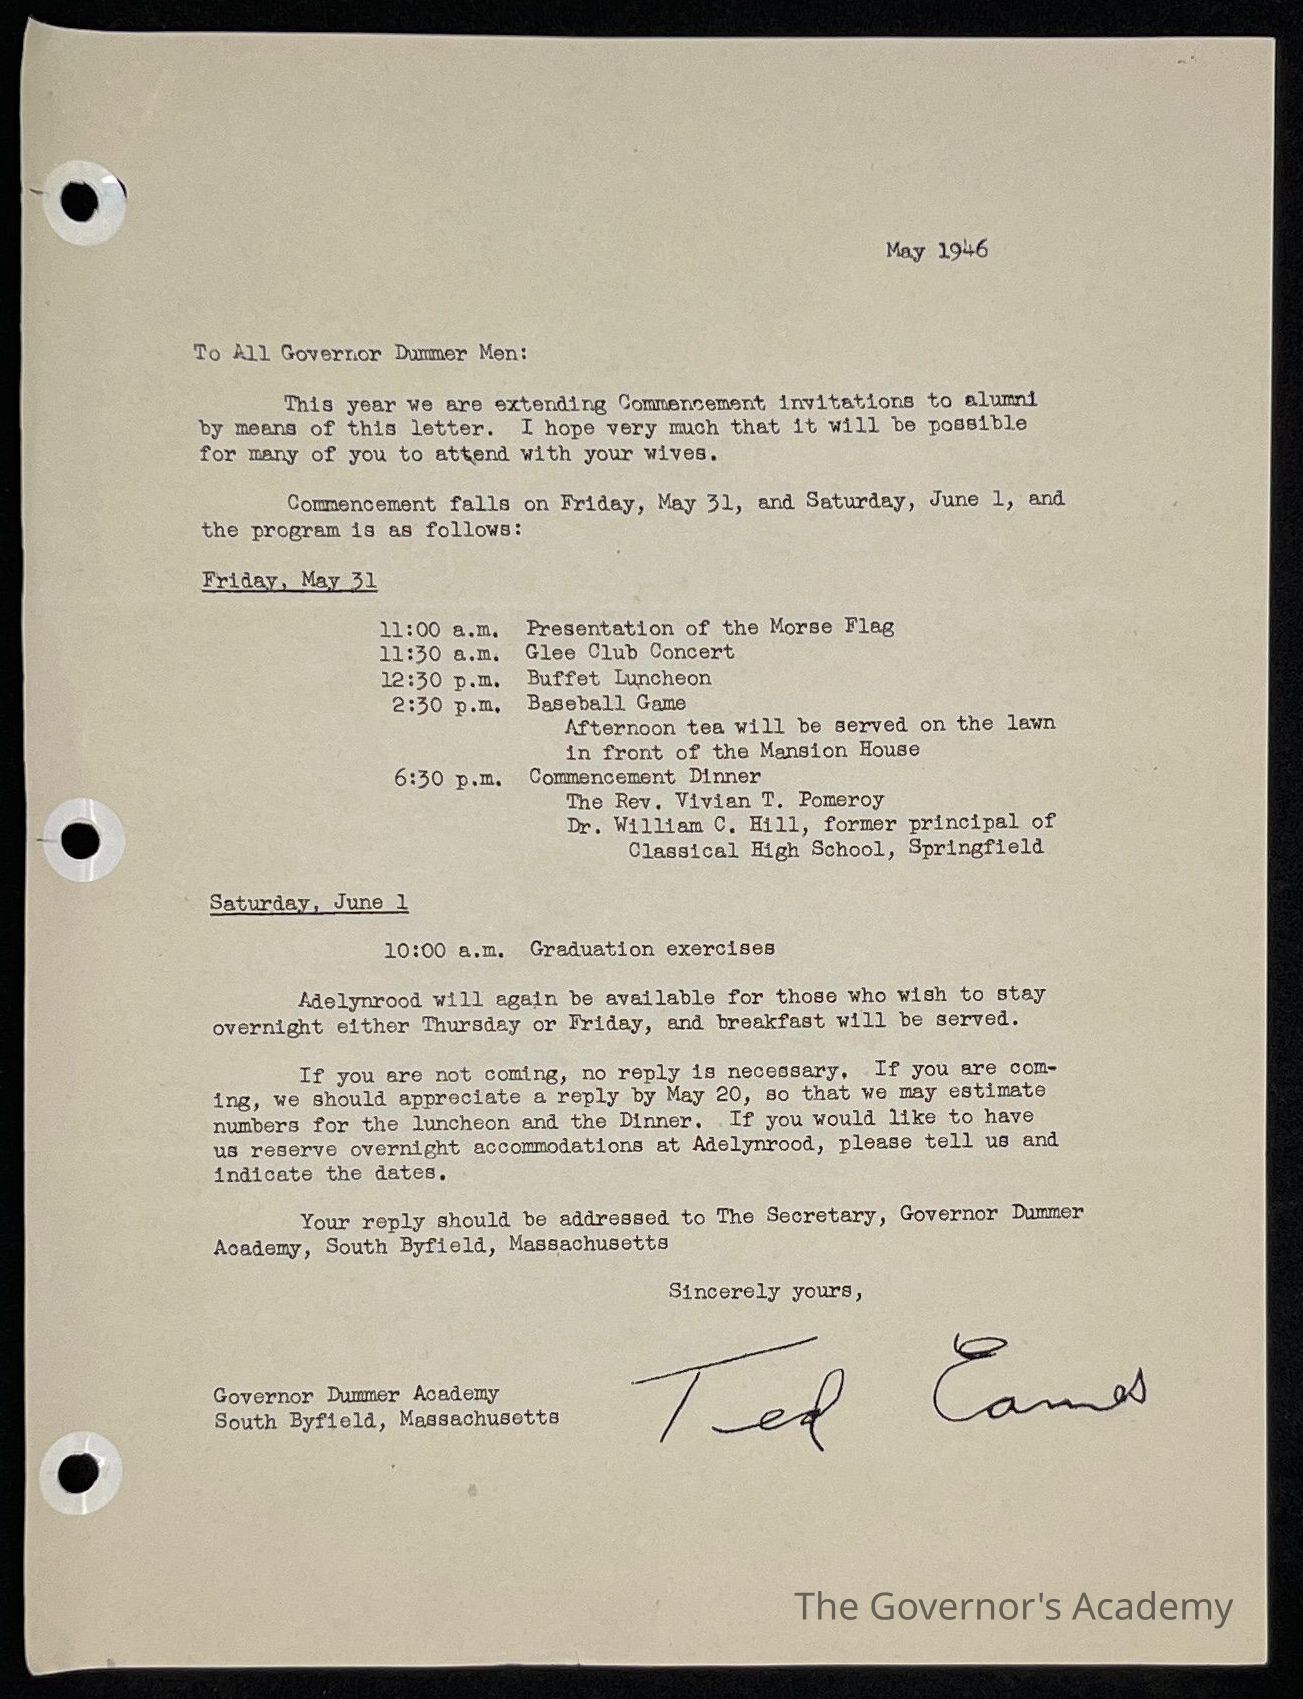 May 1946
To All Governor Dummer Men:
This year we are extending Commencement invitations to alumni
by means of this letter. I hope very much that it will be possible
for many of you to attend with your wives.
Commencement falls on Friday, May 31, and Saturday, June 1, and
the program is as follows:
Friday, May 31
11:00 a.m. Presentation of the Morse Flag
11:30 a.m. Glee Club Concert
12:30 p.m. Buffet Luncheon
2:30 p.m. Baseball Game
Afternoon tea will be served on the lawn
in front of the Mansion House
6:30 p.m. Commencement Dinner
The Rev. Vivian T. Pomeroy
Dr. William C. Hill, former principal of
Classical High School, Springfield
Saturday, June 1
10:00 a.m. Graduation exercises
Adelynrood will again be available for those who wish to stay
overnight either Thursday or Friday, and breakfast will be served.
If you are not coming, no reply is necessary. If you are com-
ing, we should appreciate a reply by May 20, so that we may estimate
numbers for the luncheon and the Dinner. If you would like to have
us reserve overnight accommodations at Adelynrood, please tell us and
indicate the dates.
Your reply should be addressed to The Secretary, Governor Dummer
Academy, South Byfield, Massachusetts
Sincerely yours,
Ted Eames
Governor Dummer Academy
South Byfield, Massachusetts
The Governor's Academy